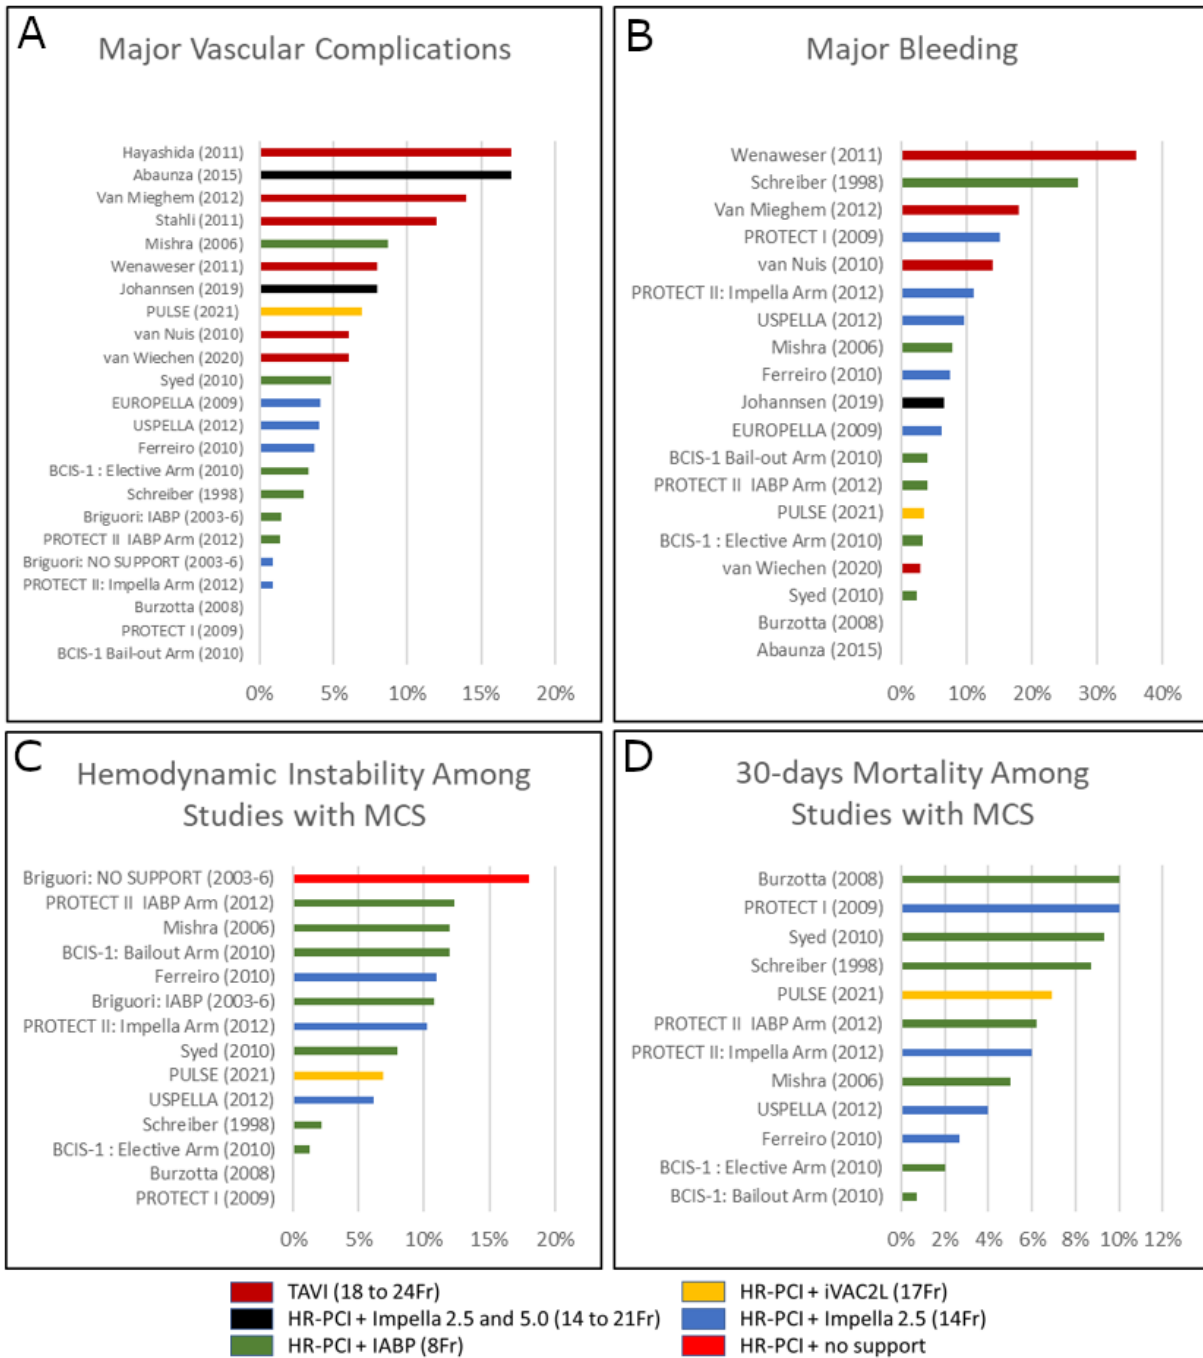 A
Major Vascular Complications
Hayashida (2011)
Abaunza (2015)
Van Mieghem (2012)
Stahli (2011)
Mishra (2006)
Wenaweser (2011)
Johannsen (2019)
PULSE (2021)
van Nuis (2010)
van Wiechen (2020)
Syed (2010)
EUROPELLA (2009)
USPELLA (2012)
Ferreiro (2010)
BCIS-1 : Elective Arm (2010)
Schreiber (1998)
Briguori: IABP (2003-6)
PROTECT II IABP Arm (2012)
Briguori: NO SUPPORT (2003-6)
PROTECT II: Impella Arm (2012)
Burzotta (2008)
PROTECT I (2009)
BCIS-1 Bail-out Arm (2010)
0% 5% 10% 15% 20%
B
Major Bleeding
Wenaweser (2011)
Schreiber (1998)
Van Mieghem (2012)
PROTECT I (2009)
van Nuis (2010)
PROTECT II: Impella Arm (2012)
USPELLA (2012)
Mishra (2006)
Ferreiro (2010)
Johannsen (2019)
EUROPELLA (2009)
BCIS-1 Bail-out Arm (2010)
PROTECT II IABP Arm (2012)
PULSE (2021)
BCIS-1 : Elective Arm (2010)
van Wiechen (2020)
Syed (2010)
Burzotta (2008)
Abaunza (2015)
0% 10% 20% 30% 40%
C
Hemodynamic Instability Among
Studies with MCS
Briguori: NO SUPPORT (2003-6)
PROTECT II IABP Arm (2012)
Mishra (2006)
BCIS-1: Bailout Arm (2010)
Ferreiro (2010)
Briguori: IABP (2003-6)
PROTECT II: Impella Arm (2012)
Syed (2010)
PULSE (2021)
USPELLA (2012)
Schreiber (1998)
BCIS-1 : Elective Arm (2010)
Burzotta (2008)
PROTECT I (2009)
0% 5% 10% 15% 20%
D
30-days Mortality Among
Studies with MCS
Burzotta (2008)
PROTECT I (2009)
Syed (2010)
Schreiber (1998)
PULSE (2021)
PROTECT II IABP Arm (2012)
PROTECT II: Impella Arm (2012)
Mishra (2006)
USPELLA (2012)
Ferreiro (2010)
BCIS-1 : Elective Arm (2010)
BCIS-1: Bailout Arm (2010)
0% 2% 4% 6% 8% 10% 12%
TAVI (18 to 24Fr)
HR-PCI + Impella 2.5 and 5.0 (14 to 21Fr)
HR-PCI + IABP (8Fr)
HR-PCI + iVAC2L (17Fr)
HR-PCI + Impella 2.5 (14Fr)
HR-PCI + no support